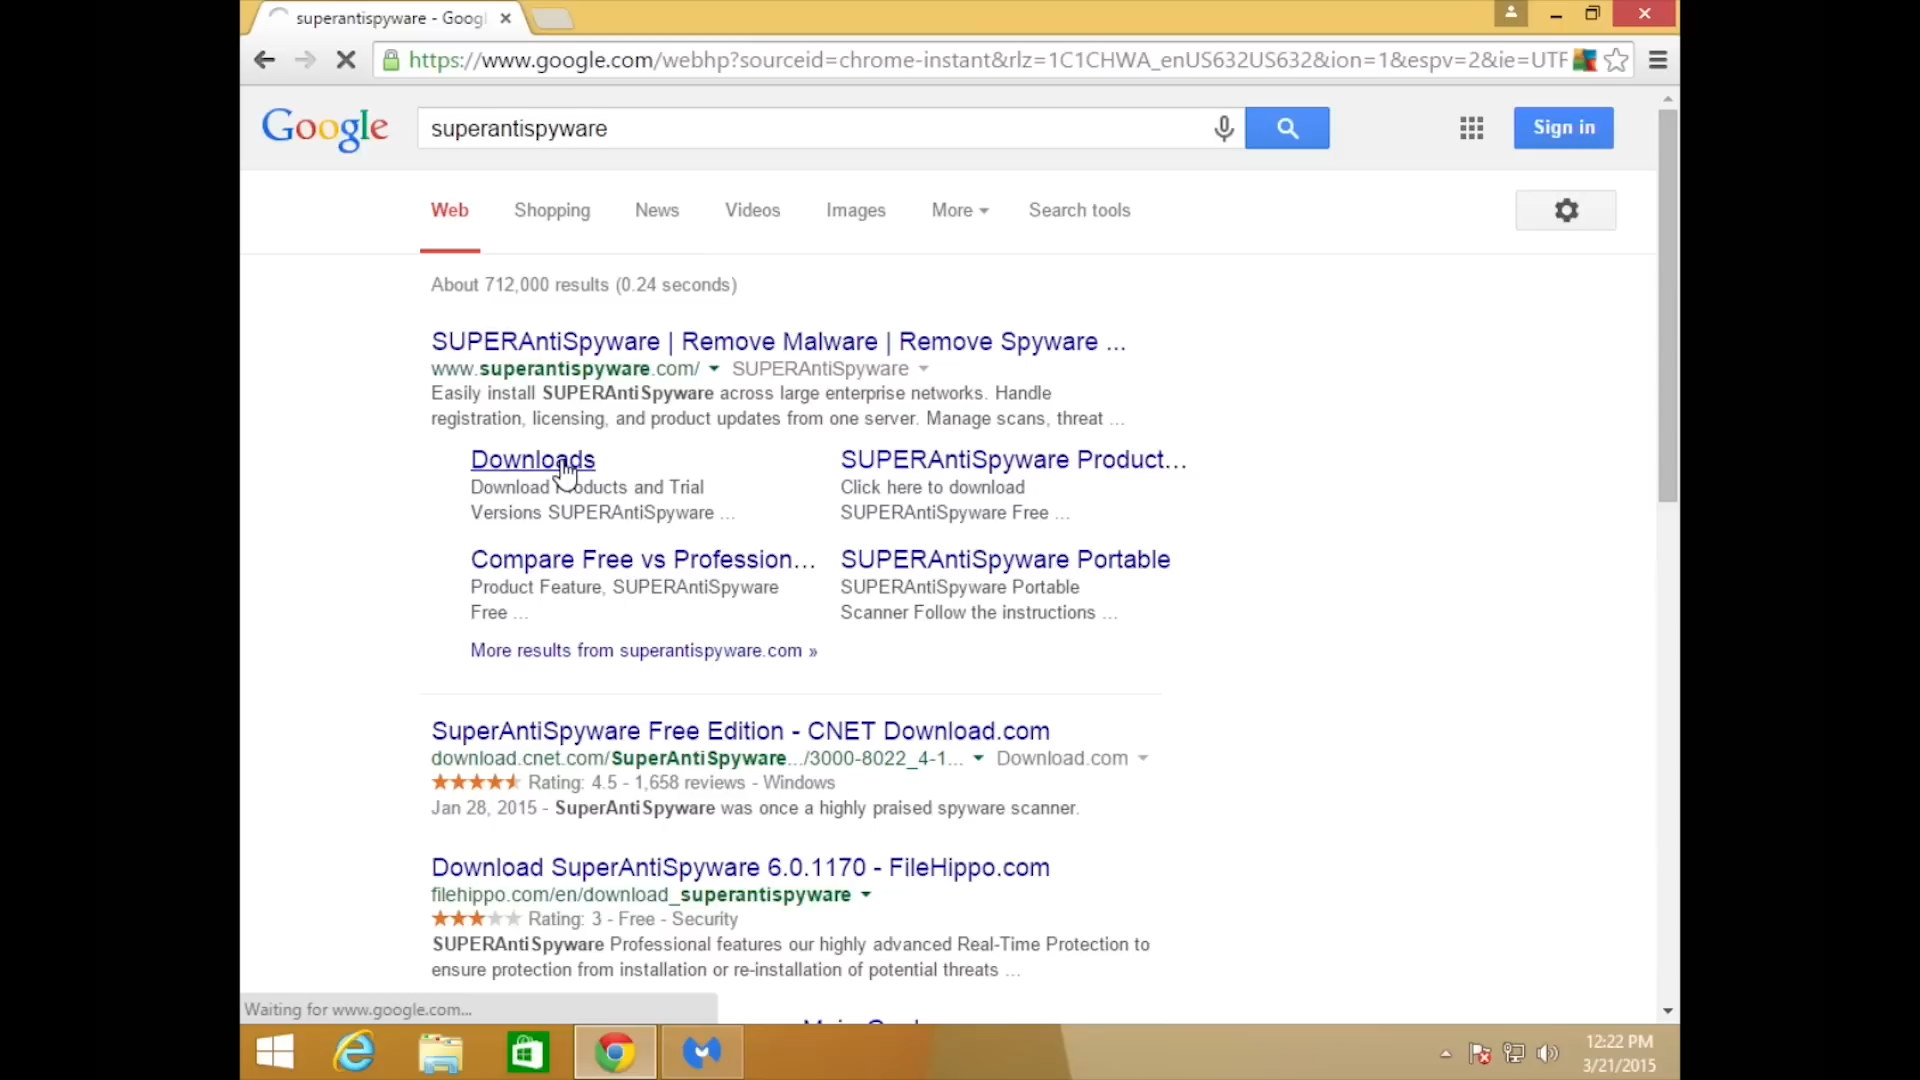 superantispyware - Googl
https://www.google.com/webhp?sourceid=chrome-instant&rlz=1C1CHWA_enUS632US632&ion=1&espv=2&ie=UTF
Google
superantispyware
Sign in
Web Shopping News Videos Images More Search tools
About 712,000 results (0.24 seconds)
SUPERAntiSpyware | Remove Malware | Remove Spyware ...
www.superantispyware.com/ SUPERAntiSpyware
Easily install SUPERAntiSpyware across large enterprise networks. Handle
registration, licensing, and product updates from one server. Manage scans, threat ...
Downloads
Download Products and Trial
Versions SUPERAntiSpyware ...
SUPERAntiSpyware Product...
Click here to download
SUPERAntiSpyware Free ...
Compare Free vs Profession...
Product Feature, SUPERAntiSpyware
Free ...
SUPERAntiSpyware Portable
SUPERAntiSpyware Portable
Scanner Follow the instructions ...
More results from superantispyware.com »
SuperAntiSpyware Free Edition - CNET Download.com
download.cnet.com/SuperAntiSpyware.../3000-8022_4-1... Download.com
Rating: 4.5 - 1,658 reviews - Windows
Jan 28, 2015 - SuperAntiSpyware was once a highly praised spyware scanner.
Download SuperAntiSpyware 6.0.1170 - FileHippo.com
filehippo.com/en/download_superantispyware
Rating: 3 - Free - Security
SUPERAntiSpyware Professional features our highly advanced Real-Time Protection to
ensure protection from installation or re-installation of potential threats ...
Waiting for www.google.com...
12:22 PM
3/21/2015